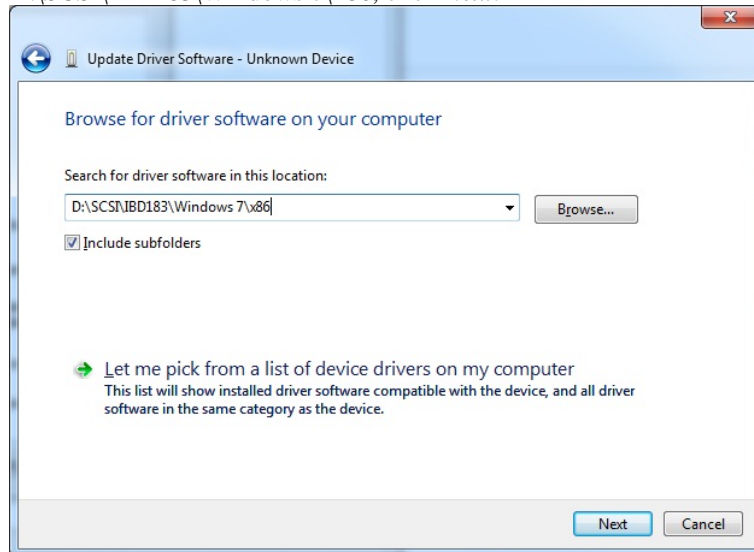 Update Driver Software - Unknown Device
Browse for driver software on your computer
Search for driver software in this location:
D:\SCSI\IBD183\Windows 7\x86
Browse...
Include subfolders
Let me pick from a list of device drivers on my computer
This list will show installed driver software compatible with the device, and all driver
software in the same category as the device.
Next
Cancel